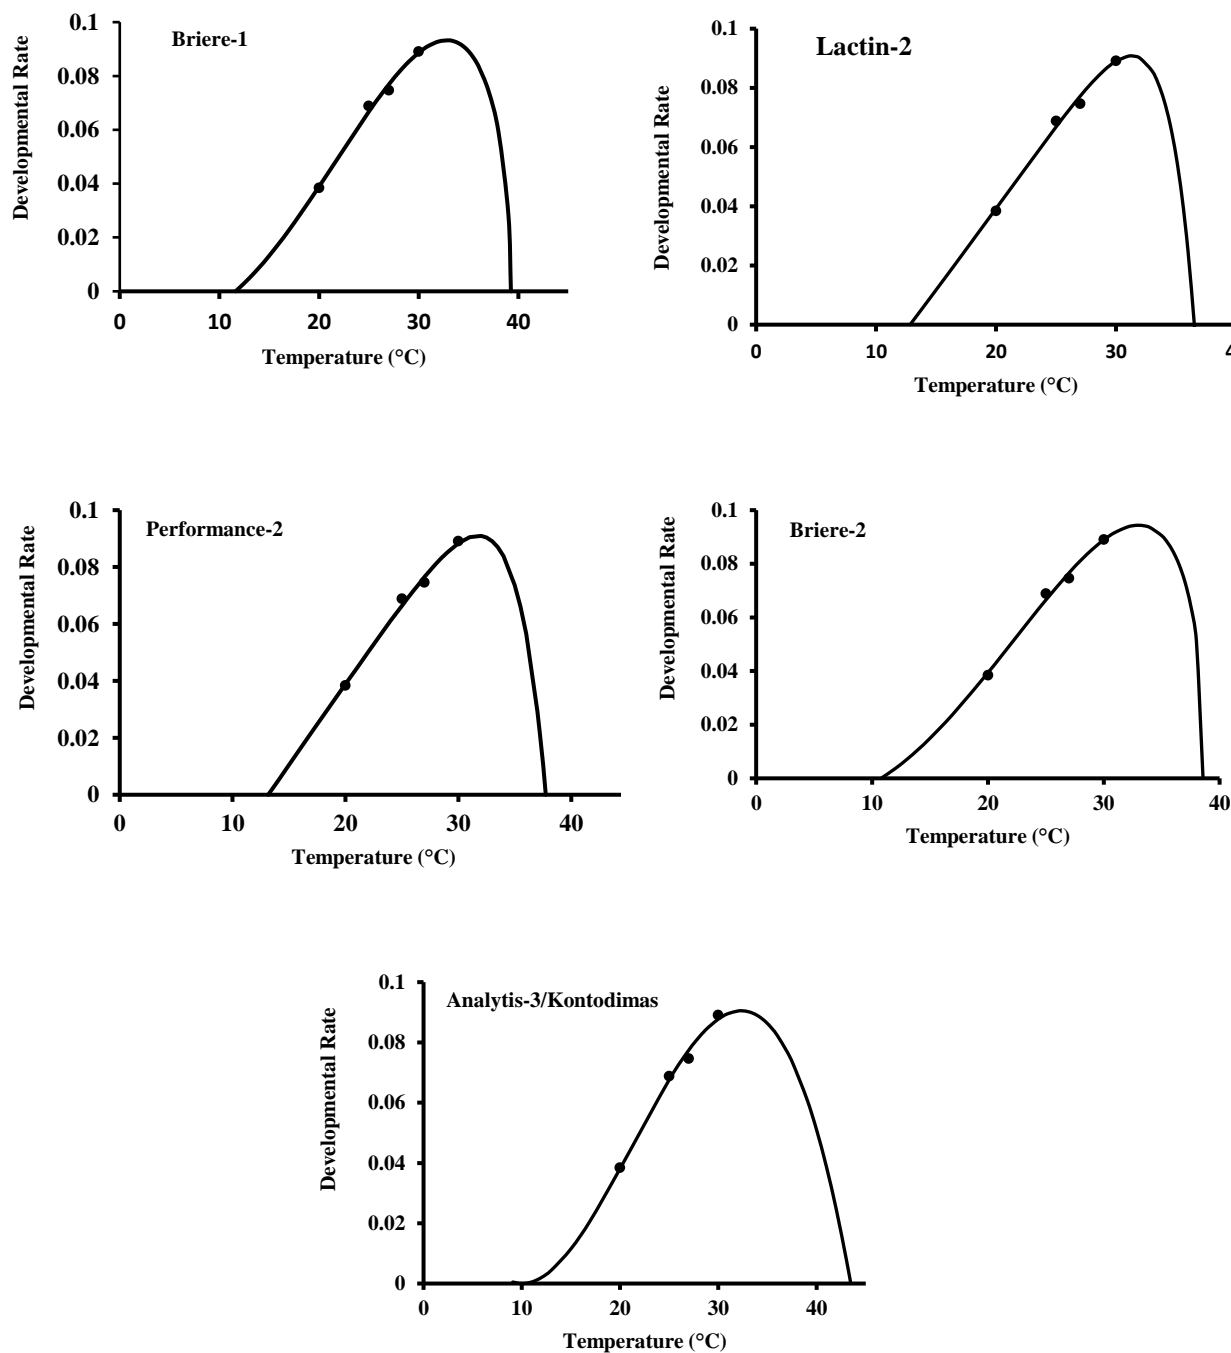 Briere-1
Developmental Rate
0.1
0.08
0.06
0.04
0.02
0
0 10 20 30 40
Temperature (°C)
Lactin-2
Developmental Rate
0.1
0.08
0.06
0.04
0.02
0
0 10 20 30 4
Temperature (°C)
Performance-2
Developmental Rate
0.1
0.08
0.06
0.04
0.02
0
0 10 20 30 40
Temperature (°C)
Briere-2
Developmental Rate
0.1
0.08
0.06
0.04
0.02
0
0 10 20 30 40
Temperature (°C)
Analytis-3/Kontodimas
Developmental Rate
0.1
0.08
0.06
0.04
0.02
0
0 10 20 30 40
Temperature (°C)